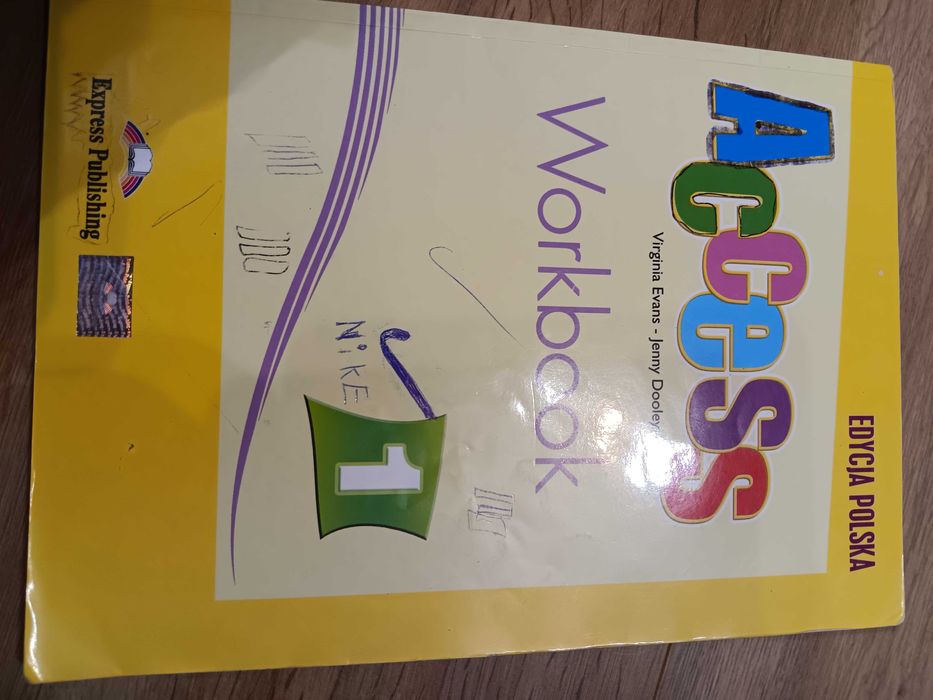 EDYCJA POLSKA
Access
Virginia Evans - Jenny Dooley
Workbook
1
NiKE
Express Publishing